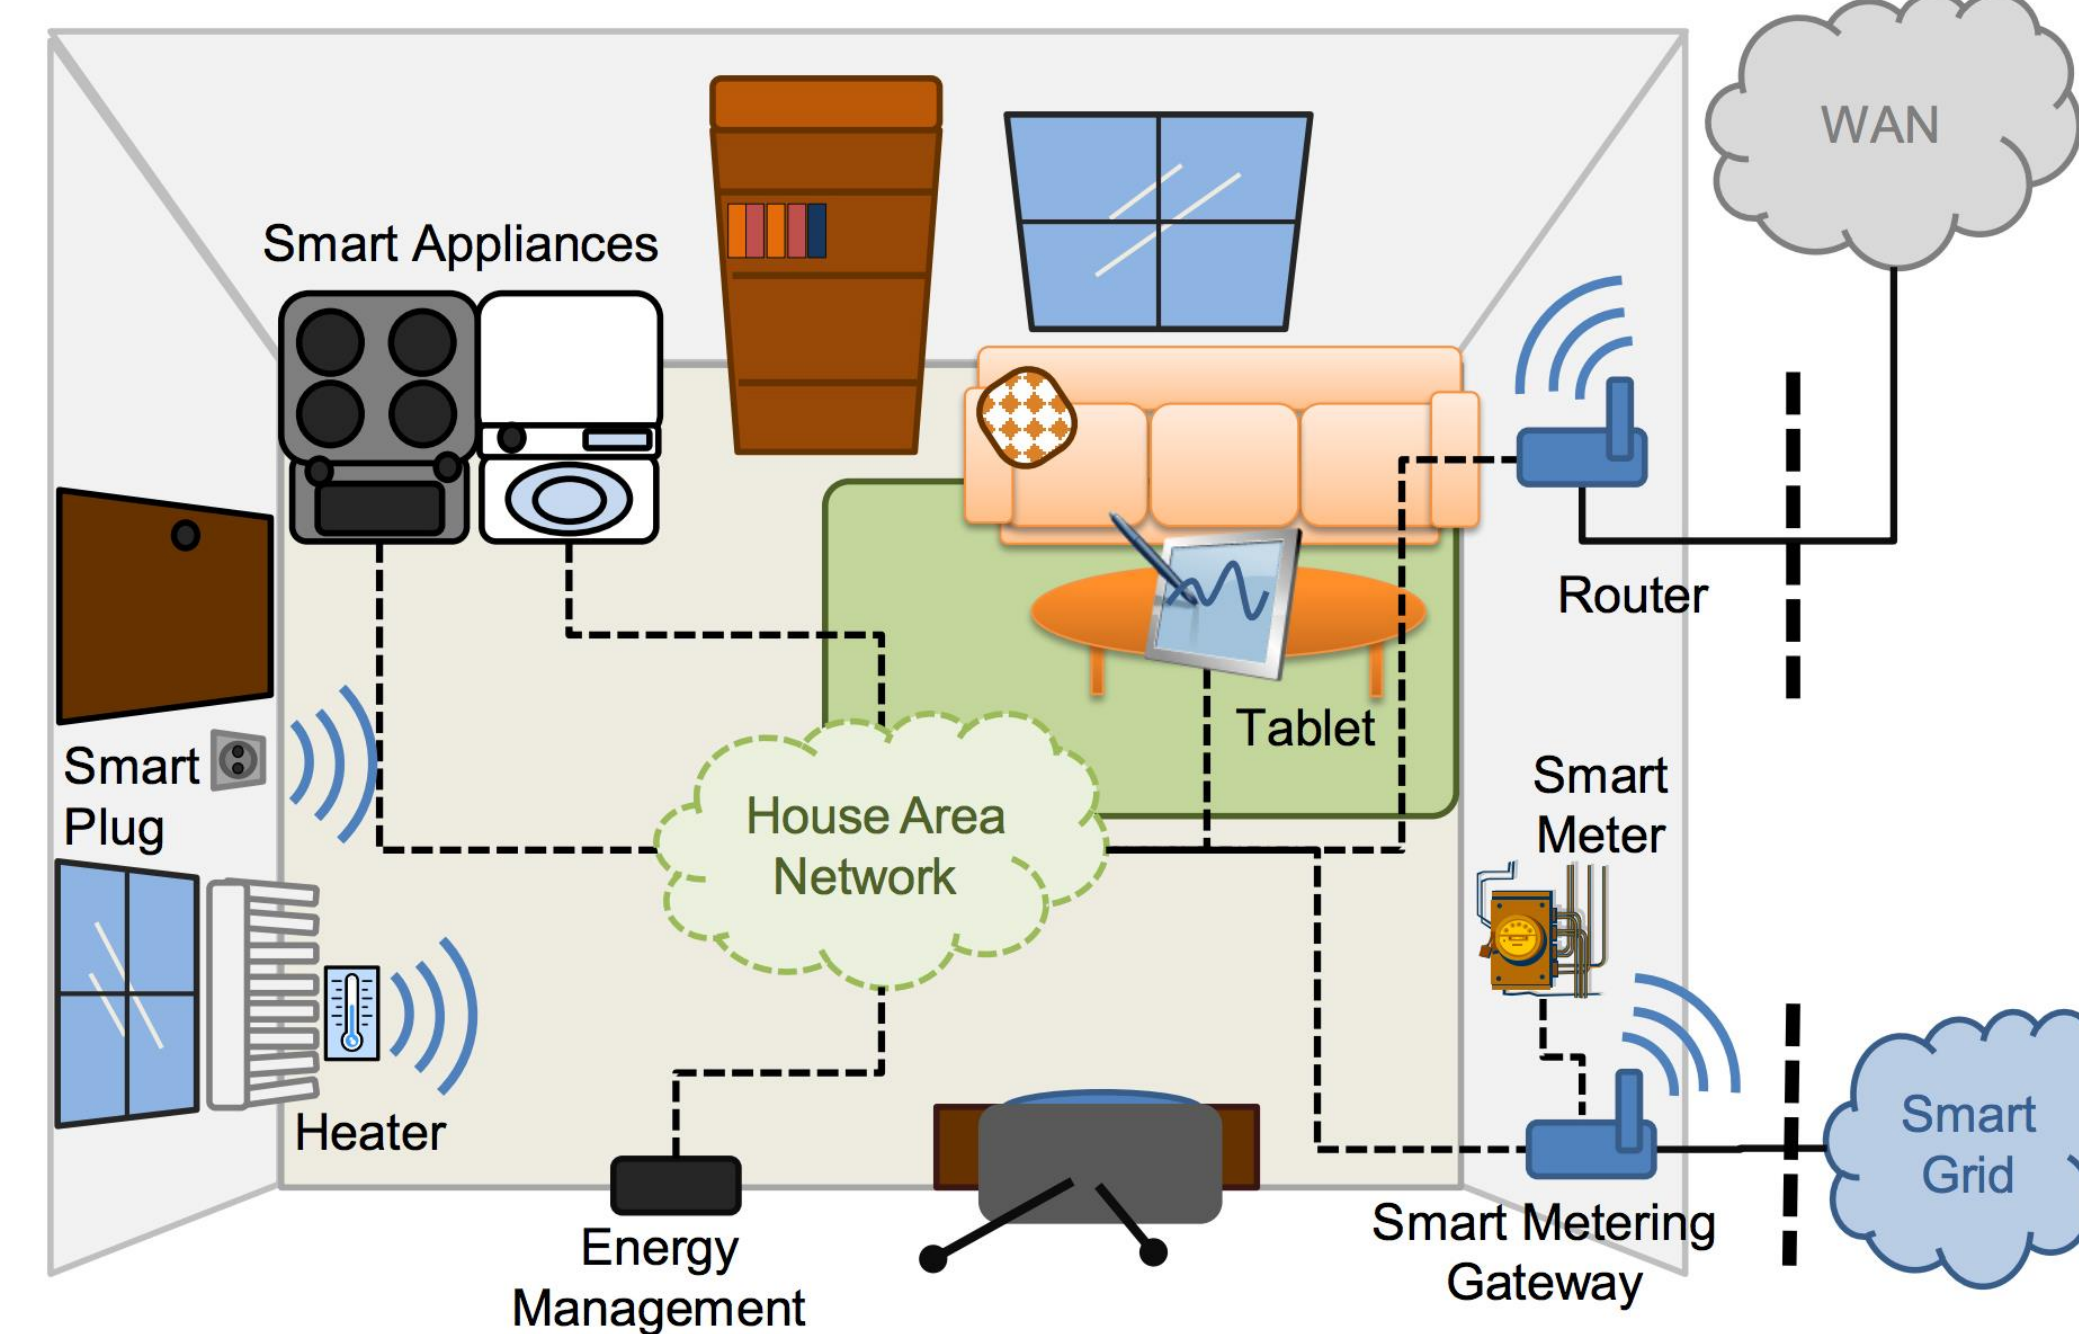 WAN
Smart Appliances
Router
Tablet
Smart
Plug
Smart
Meter
House Area
Network
Heater
Smart
Grid
Energy
Management
Smart Metering
Gateway